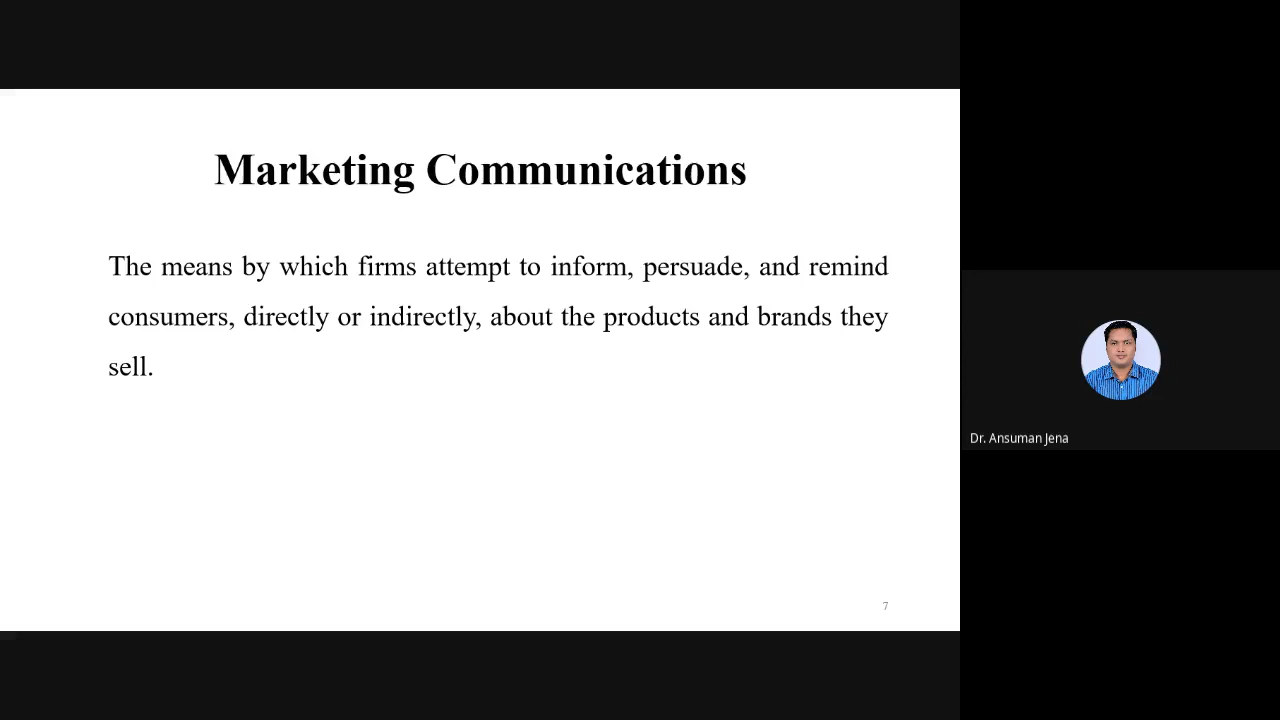 Marketing Communications
The means by which firms attempt to inform, persuade, and remind
consumers, directly or indirectly, about the products and brands they
sell.
7
Dr. Ansuman Jena